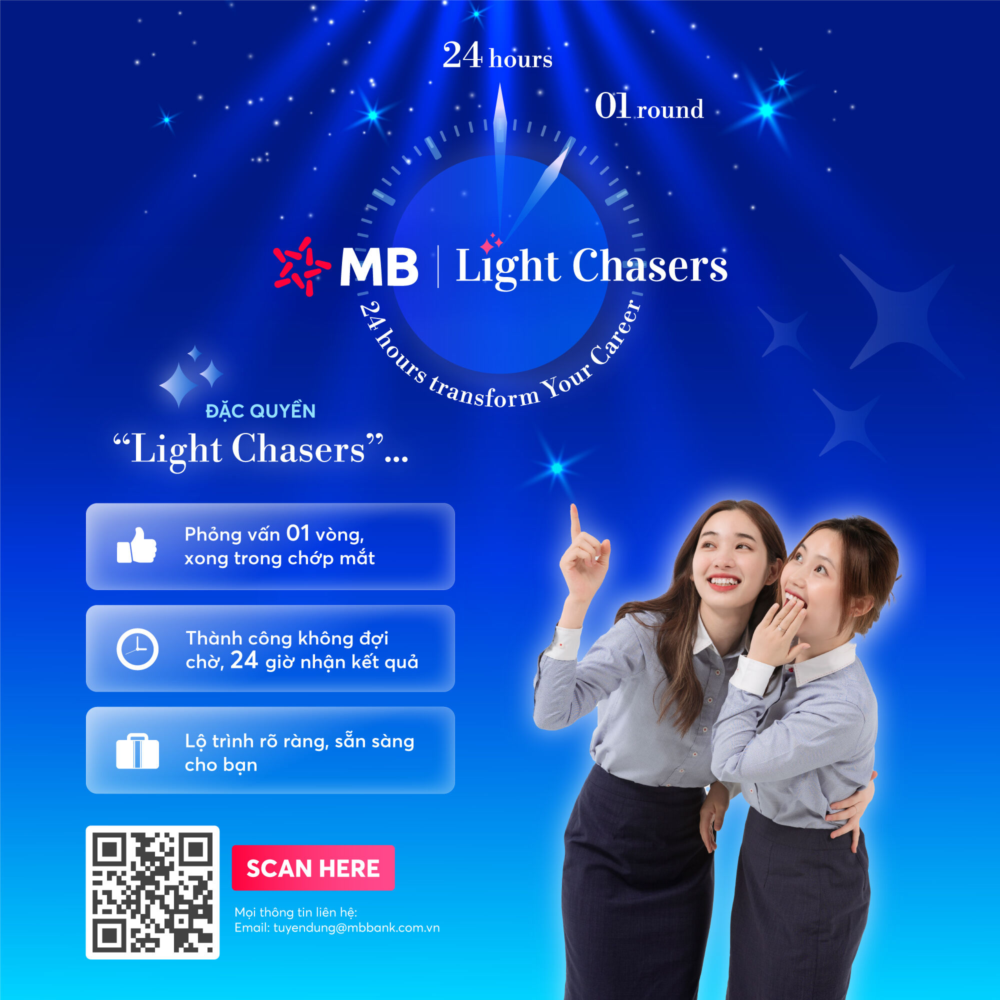 24 hours
01 round
MB | Light Chasers
24 hours transform Your Career
ĐẶC QUYỀN
“Light Chasers”...
Phỏng vấn 01 vòng,
xong trong chớp mắt
Thành công không đợi
chờ, 24 giờ nhận kết quả
Lộ trình rõ ràng, sẵn sàng
cho bạn
SCAN HERE
Mọi thông tin liên hệ:
Email: tuyendung@mbbank.com.vn